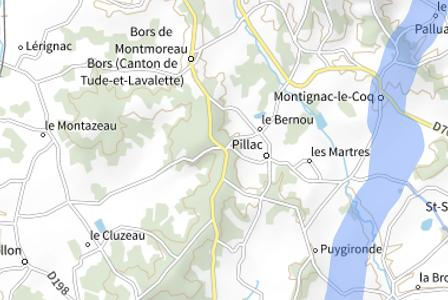 le
Pallua
Bors de
Montmoreau
Lérignac
Bors (Canton de
Tude-et-Lavalette)
Montignac-le-Coq
le Bernou
le Montazeau
D7
Pillac
les Martres
St-S
le Cluzeau
llon
Puygironde
D198
la Bro